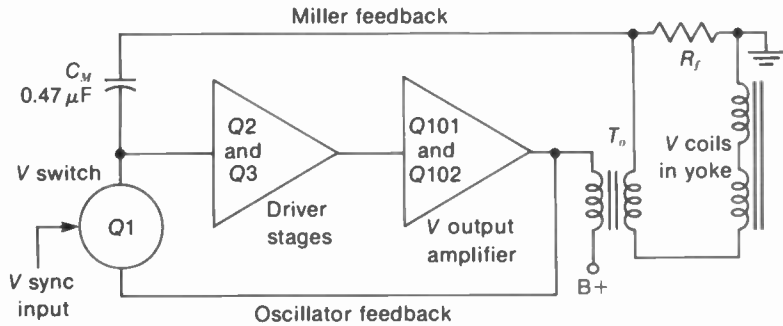 Miller feedback
C_M
0.47 μF
R_f
Q2
and
Q3
Q101
and
Q102
T_o
V coils
in yoke
V switch
Q1
Driver
stages
V output
amplifier
V sync
input
B+
Oscillator feedback